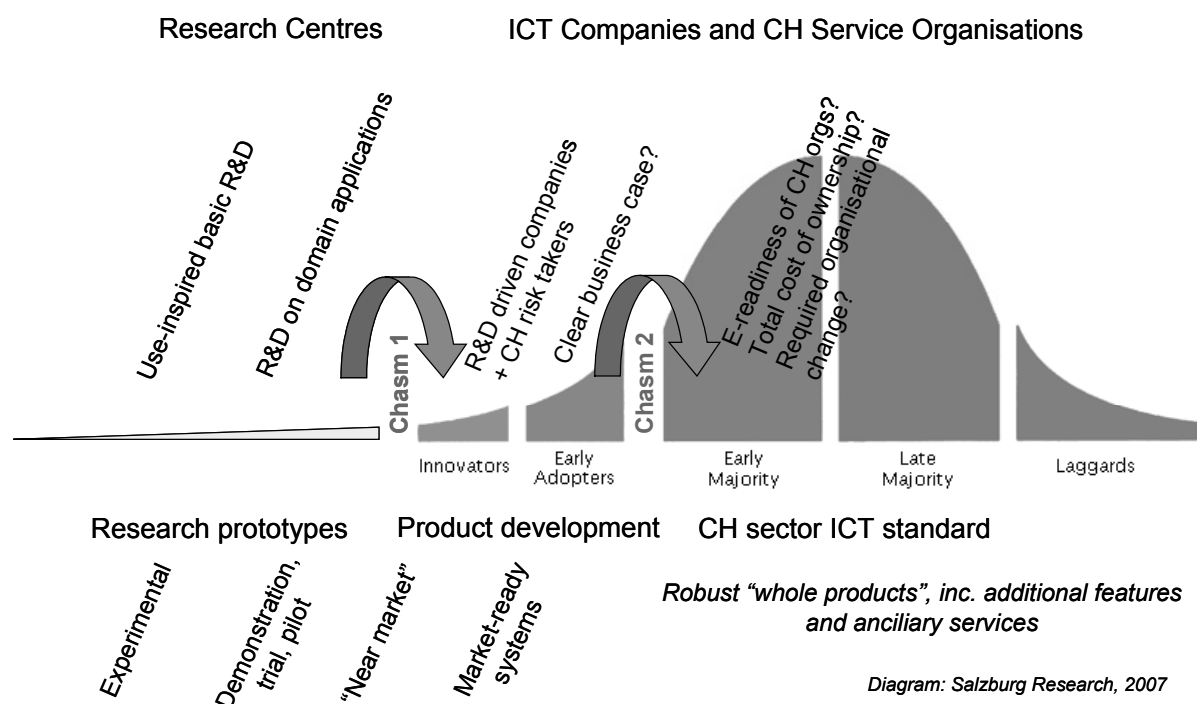 Research Centres
ICT Companies and CH Service Organisations
Use-inspired basic R&D
R&D on domain applications
Chasm 1
R&D driven companies
+ CH risk takers
Clear business case?
Chasm 2
E-readiness of CH orgs?
Total cost of ownership?
Required organisational
change?
Innovators
Early
Adopters
Early
Majority
Late
Majority
Laggards
Research prototypes
Product development
CH sector ICT standard
Experimental
Demonstration,
trial, pilot
“Near market”
Market-ready
systems
Robust “whole products”, inc. additional features
and ancillary services
Diagram: Salzburg Research, 2007